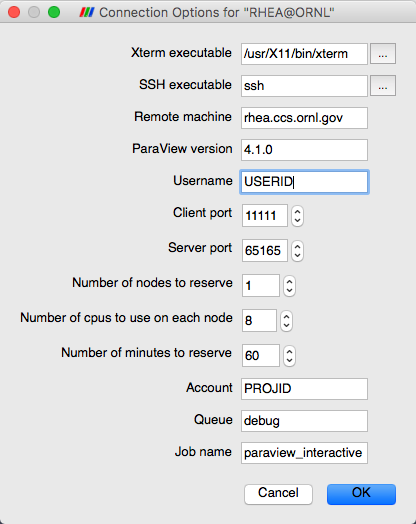 Connection Options for "RHEA@ORNL"
Xterm executable /usr/X11/bin/xterm ...
SSH executable ssh ...
Remote machine rhea.ccs.ornl.gov
ParaView version 4.1.0
Username USERID
Client port 11111
Server port 65165
Number of nodes to reserve 1
Number of cpus to use on each node 8
Number of minutes to reserve 60
Account PROJID
Queue debug
Job name paraview_interactive
Cancel OK